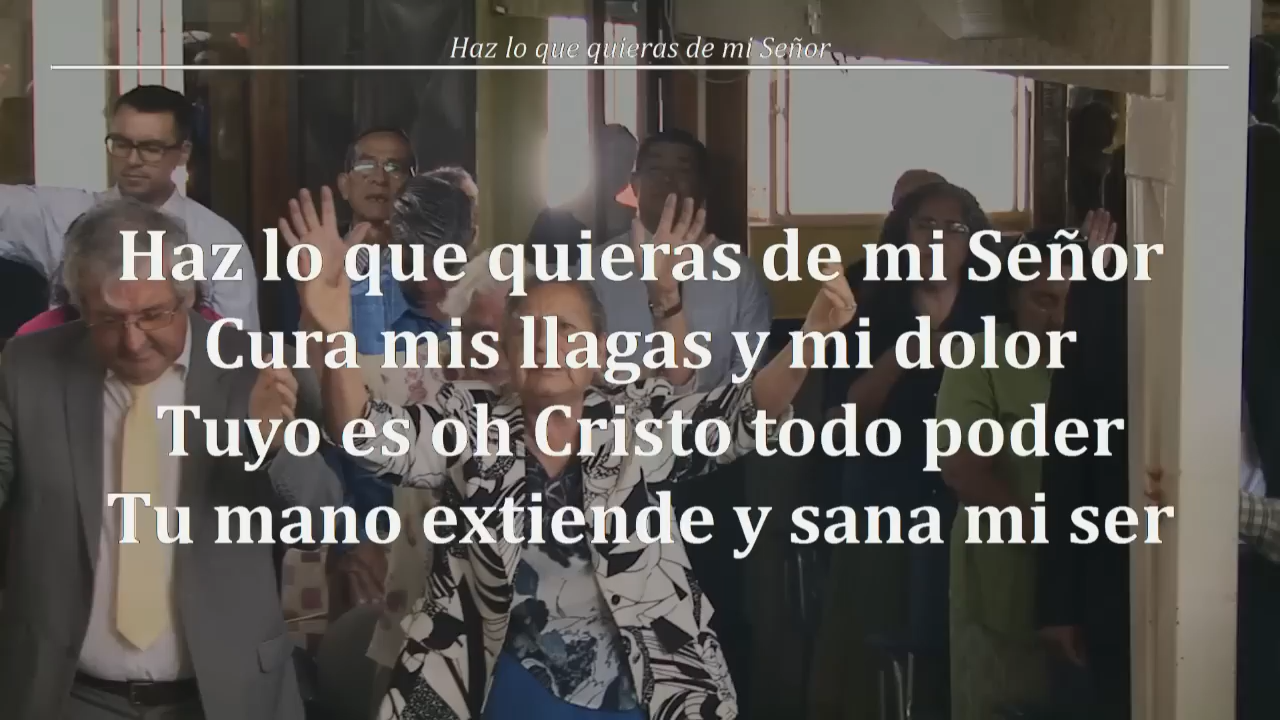 Haz lo que quieras de mi Señor
Haz lo que quieras de mi Señor
Cura mis llagas y mi dolor
Tuyo es oh Cristo todo poder
Tu mano extiende y sana mi ser